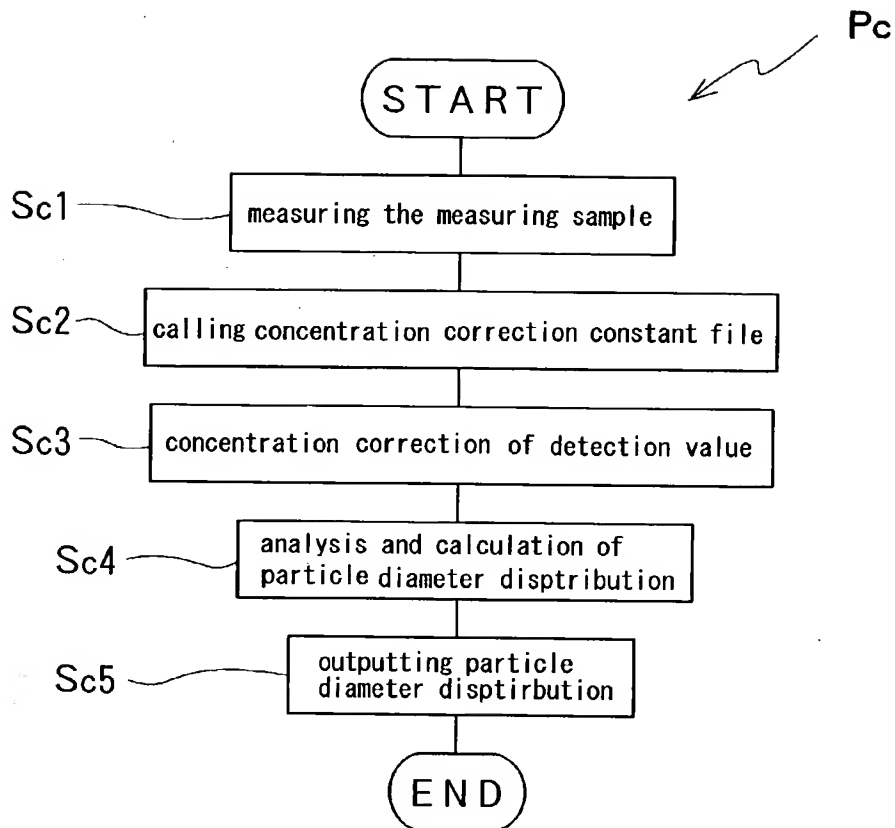 Pc
START
Sc1
measuring the measuring sample
Sc2
calling concentration correction constant file
Sc3
concentration correction of detection value
Sc4
analysis and calculation of
particle diameter disptribution
Sc5
outputting particle
diameter disptirbution
END